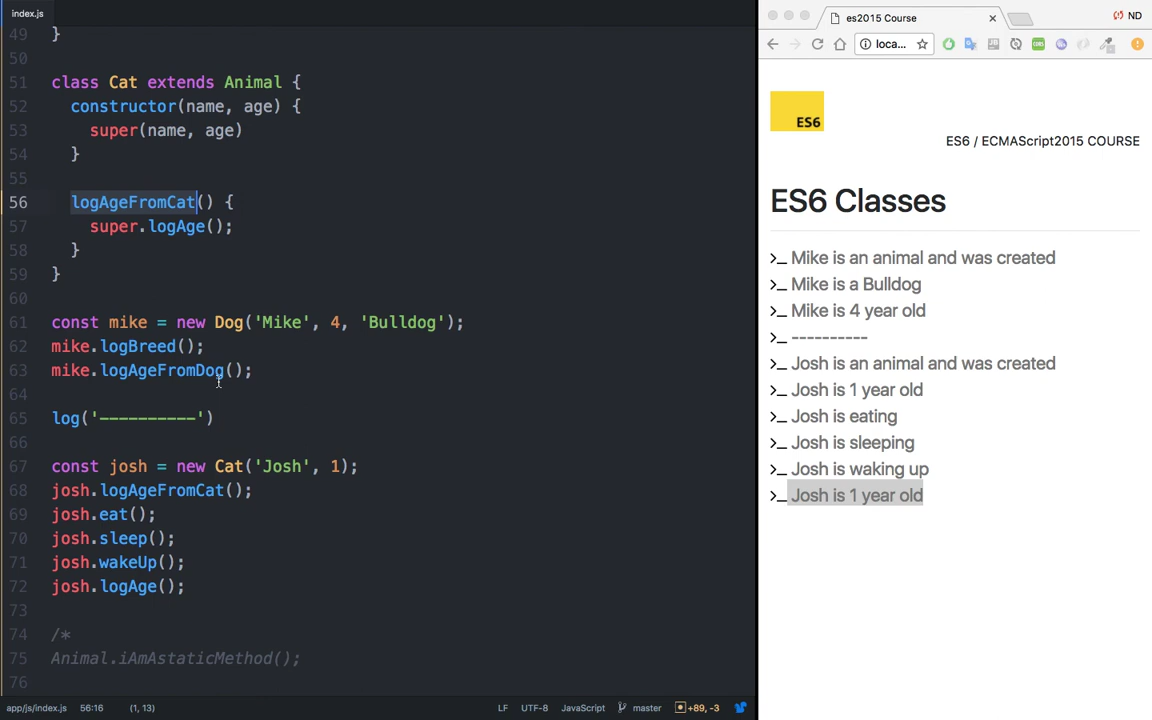 index.js
49 }
50
51 class Cat extends Animal {
52 constructor(name, age) {
53 super(name, age)
54 }
55
56 logAgeFromCat() {
57 super.logAge();
58 }
59 }
60
61 const mike = new Dog('Mike', 4, 'Bulldog');
62 mike.logBreed();
63 mike.logAgeFromDog();
64
65 log('----------')
66
67 const josh = new Cat('Josh', 1);
68 josh.logAgeFromCat();
69 josh.eat();
70 josh.sleep();
71 josh.wakeUp();
72 josh.logAge();
73
74 /*
75 Animal.iAmAstaticMethod();
76
app/js/index.js 56:16 (1, 13) LF UTF-8 JavaScript master +89, -3
es2015 Course
ND
loca...
ES6
ES6 / ECMAScript2015 COURSE
ES6 Classes
>_ Mike is an animal and was created
>_ Mike is a Bulldog
>_ Mike is 4 year old
>_ ----------
>_ Josh is an animal and was created
>_ Josh is 1 year old
>_ Josh is eating
>_ Josh is sleeping
>_ Josh is waking up
>_ Josh is 1 year old